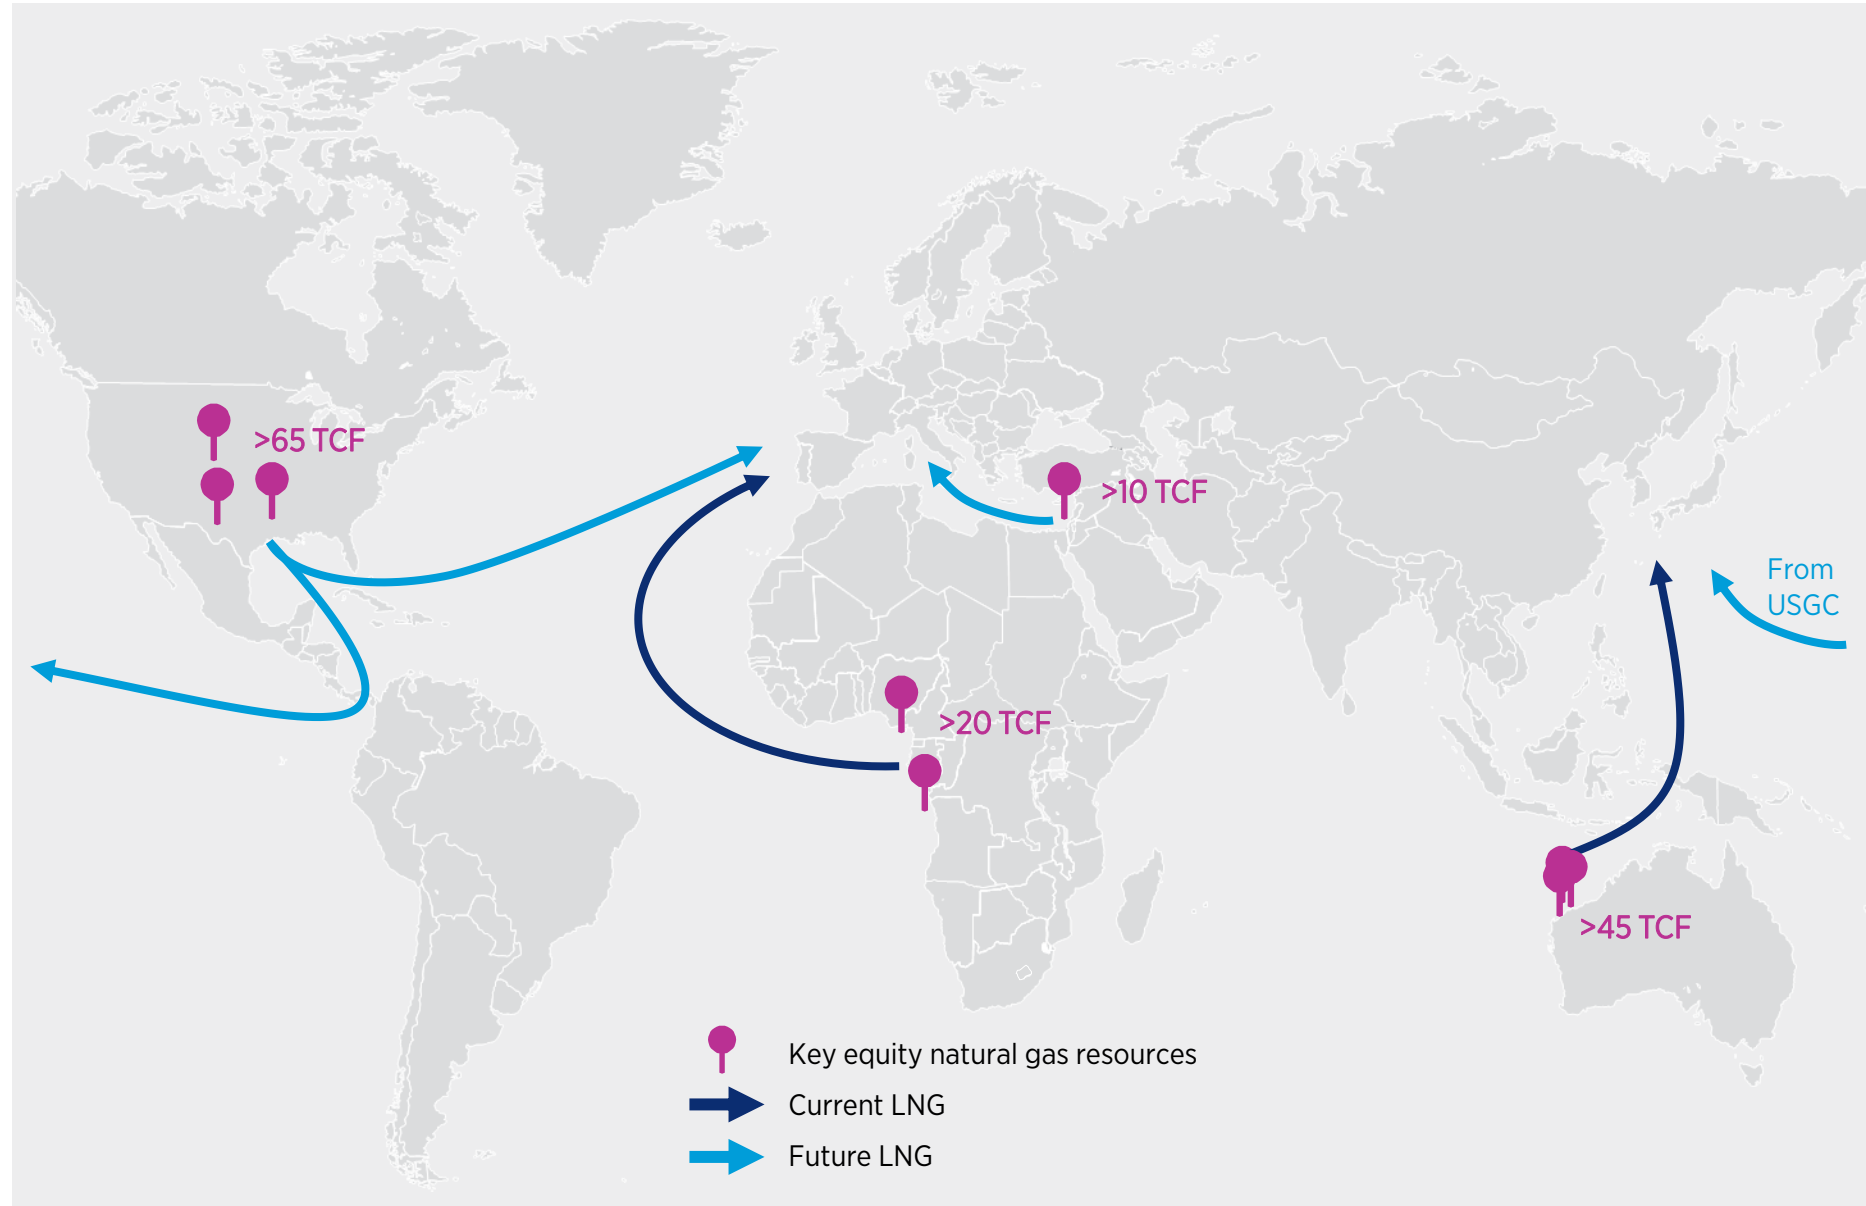 >65 TCF
>10 TCF
From
USGC
>20 TCF
>45 TCF
Key equity natural gas resources
Current LNG
Future LNG